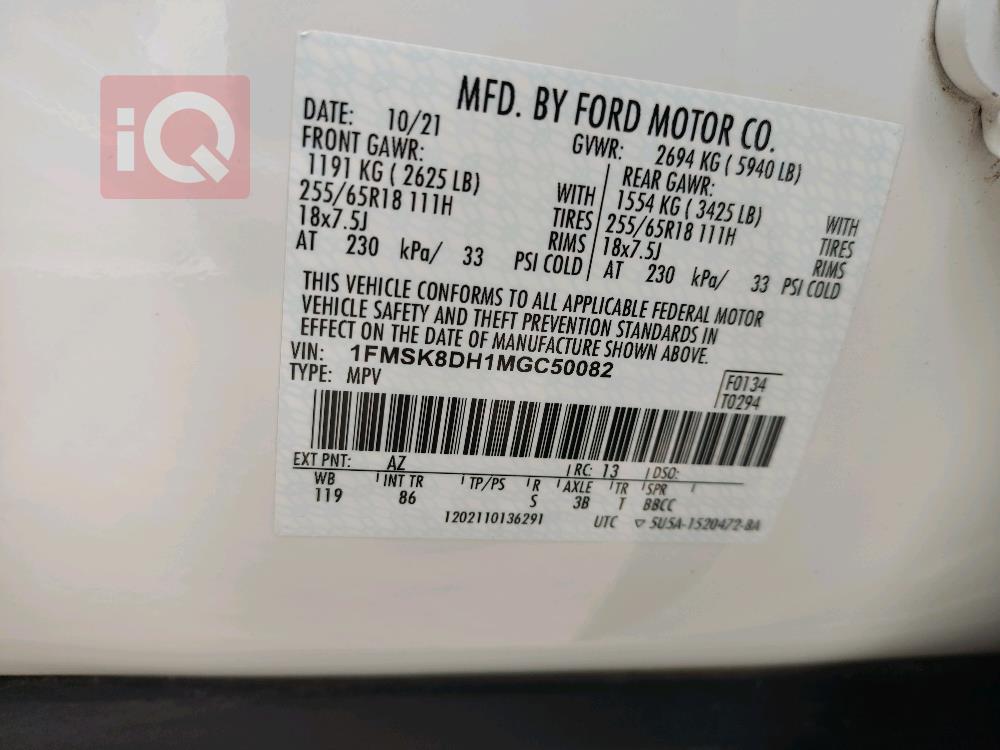 iQ
MFD. BY FORD MOTOR CO.
DATE: 10/21
GVWR: 2694 KG ( 5940 LB)
FRONT GAWR:
1191 KG ( 2625 LB) WITH
255/65R18 111H TIRES
18x7.5J RIMS
AT 230 kPa/ 33 PSI COLD
REAR GAWR:
1554 KG ( 3425 LB) WITH
255/65R18 111H TIRES
18x7.5J RIMS
AT 230 kPa/ 33 PSI COLD
THIS VEHICLE CONFORMS TO ALL APPLICABLE FEDERAL MOTOR
VEHICLE SAFETY AND THEFT PREVENTION STANDARDS IN
EFFECT ON THE DATE OF MANUFACTURE SHOWN ABOVE.
VIN: 1FMSK8DH1MGC50082
TYPE: MPV
F0134
T0294
EXT PNT: AZ RC: 13 DSO:
WB INT TR TP/PS R AXLE TR SPR
119 86 S 3B T BBCC
1202110136291 UTC ▽ 5U5A-1520472-BA